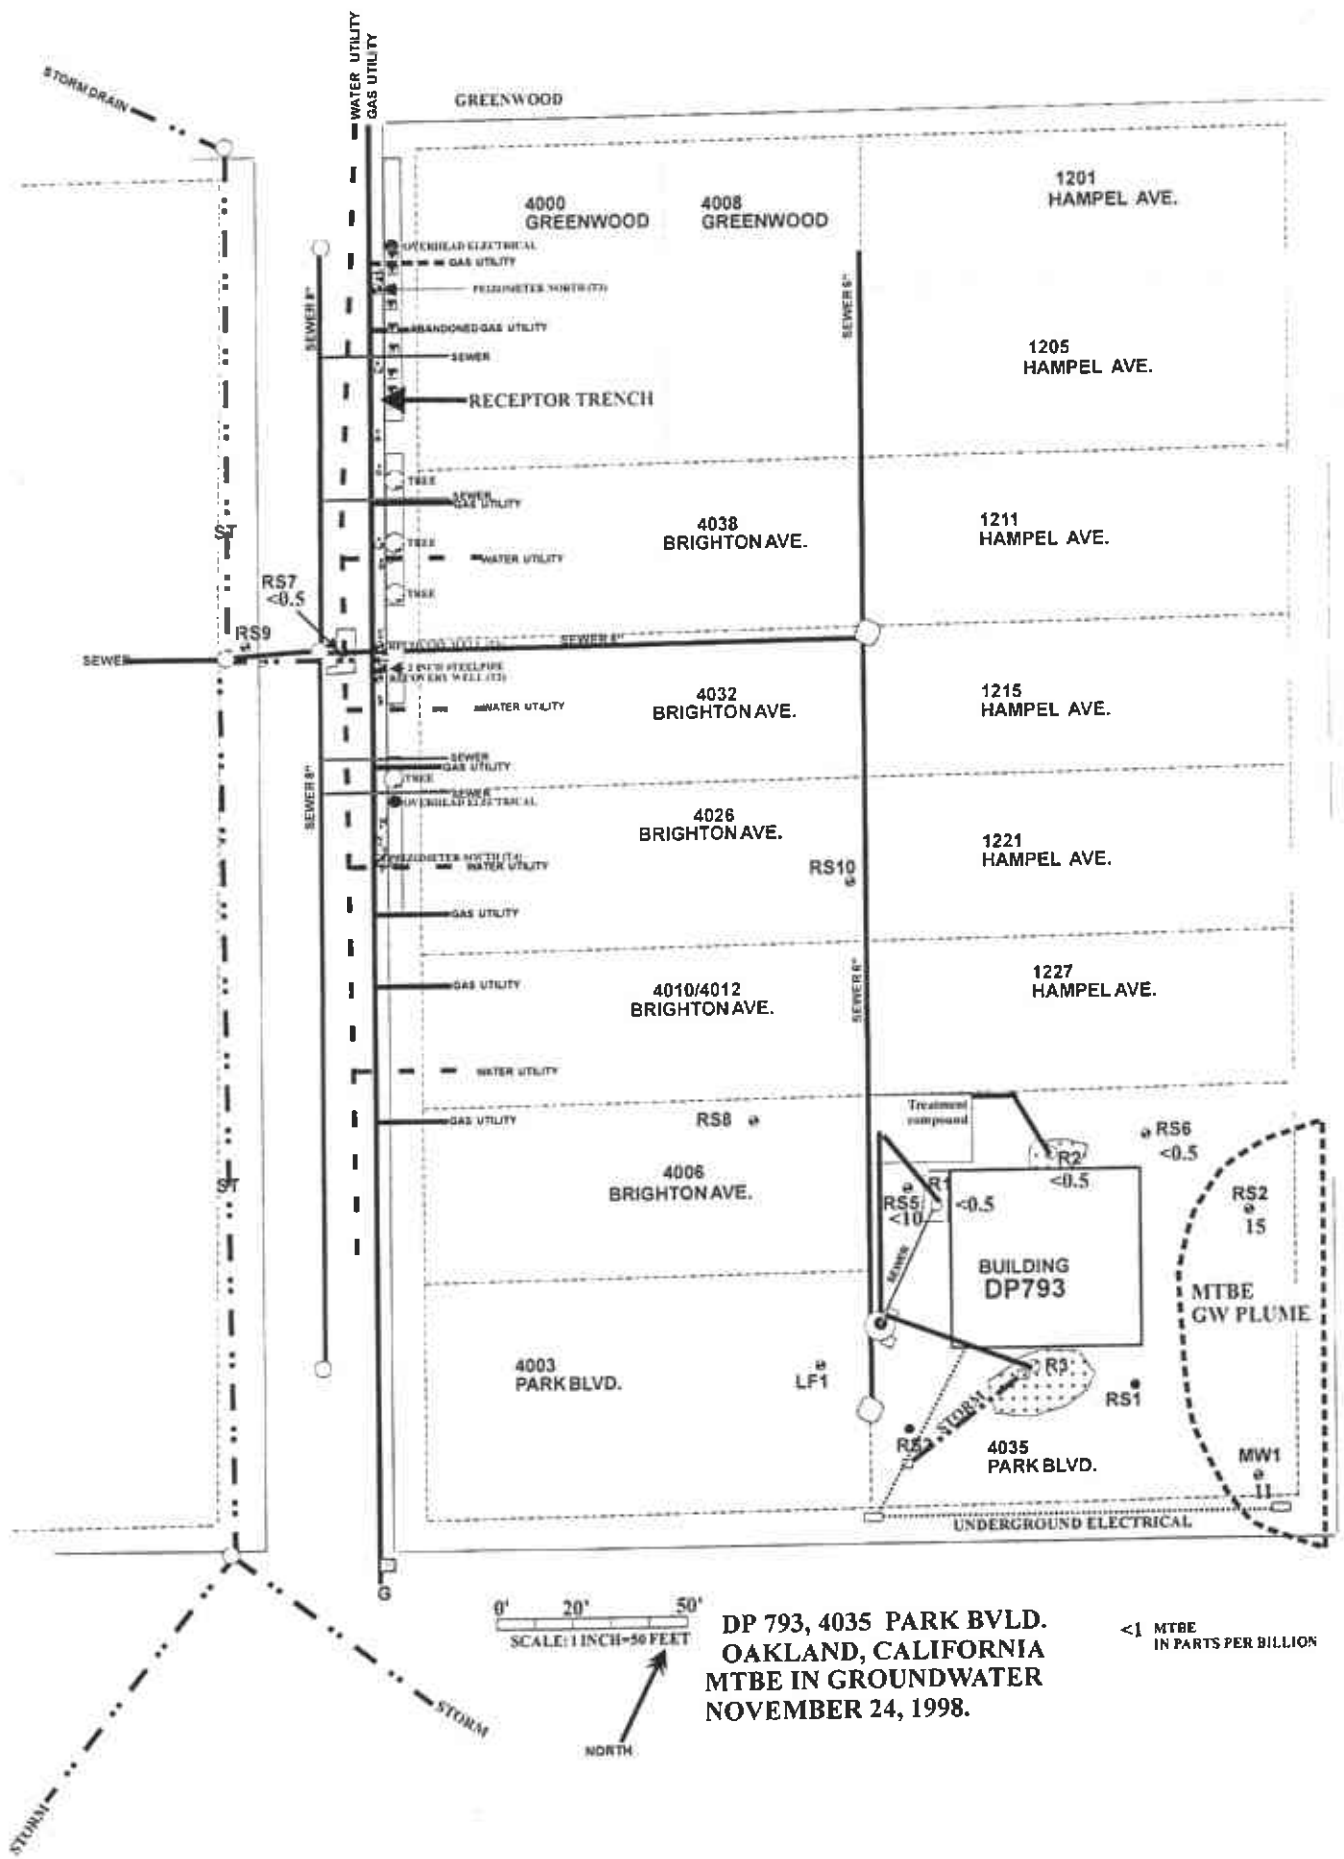 WATER UTILITY
GAS UTILITY
STORM DRAIN
GREENWOOD
4000
GREENWOOD
4008
GREENWOOD
1201
HAMPEL AVE.
OVERHEAD ELECTRICAL
GAS UTILITY
SEWER 8"
SEWER 6"
ABANDONED GAS UTILITY
SEWER
1205
HAMPEL AVE.
RECEPTOR TRENCH
TREE
SEWER
GAS UTILITY
4038
BRIGHTON AVE.
1211
HAMPEL AVE.
ST
TREE
WATER UTILITY
RS7
<0.5
TREE
RS9
SEWER
SEWER 6"
2 INCH STEEL PIPE
RECOVERY WELL (T2)
4032
BRIGHTON AVE.
1215
HAMPEL AVE.
WATER UTILITY
SEWER
GAS UTILITY
TREE
SEWER
SEWER 8"
OVERHEAD ELECTRICAL
4026
BRIGHTON AVE.
1221
HAMPEL AVE.
WATER UTILITY
RS10
GAS UTILITY
SEWER 6"
GAS UTILITY
4010/4012
BRIGHTON AVE.
1227
HAMPEL AVE.
WATER UTILITY
GAS UTILITY
RS8
Treatment
compound
RS6
<0.5
R2
<0.5
4006
BRIGHTON AVE.
ST
R1
<0.5
RS5
<10
RS2
15
SEWER
BUILDING
DP793
MTBE
GW PLUME
4003
PARK BLVD.
LF1
R3
RS1
STORM
4035
PARK BLVD.
MW1
11
UNDERGROUND ELECTRICAL
G
0' 20' 50'
SCALE: 1 INCH=50 FEET
NORTH
DP 793, 4035 PARK BVLD.
OAKLAND, CALIFORNIA
MTBE IN GROUNDWATER
NOVEMBER 24, 1998.
<1 MTBE
IN PARTS PER BILLION
STORM
STORM